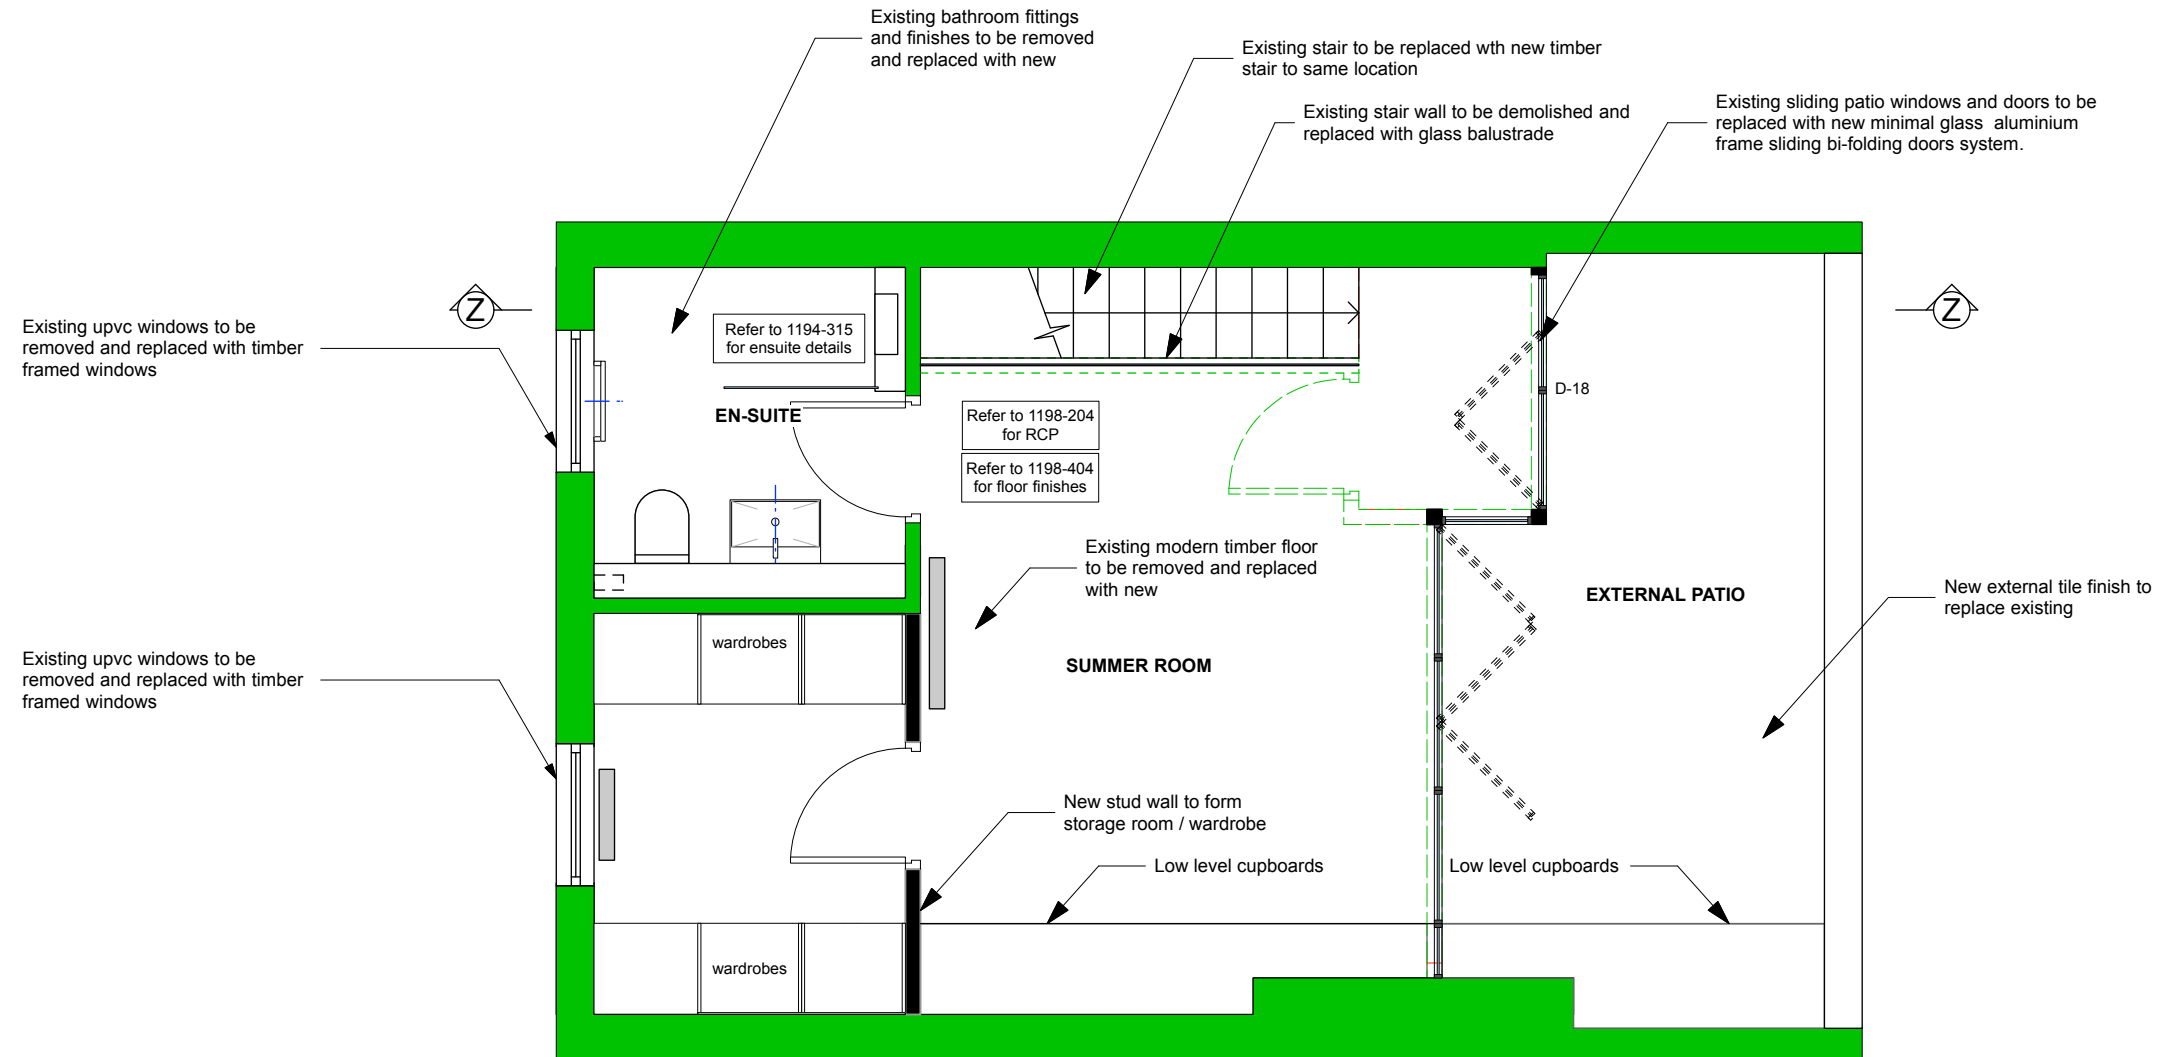 Existing bathroom fittings
and finishes to be removed
and replaced with new
Existing stair to be replaced wth new timber
stair to same location
Existing stair wall to be demolished and
replaced with glass balustrade
Existing sliding patio windows and doors to be
replaced with new minimal glass aluminium
frame sliding bi-folding doors system.
Z
Z
Existing upvc windows to be
removed and replaced with timber
framed windows
Refer to 1194-315
for ensuite details
EN-SUITE
Refer to 1198-204
for RCP
Refer to 1198-404
for floor finishes
D-18
Existing modern timber floor
to be removed and replaced
with new
EXTERNAL PATIO
New external tile finish to
replace existing
wardrobes
SUMMER ROOM
Existing upvc windows to be
removed and replaced with timber
framed windows
New stud wall to form
storage room / wardrobe
Low level cupboards
Low level cupboards
wardrobes